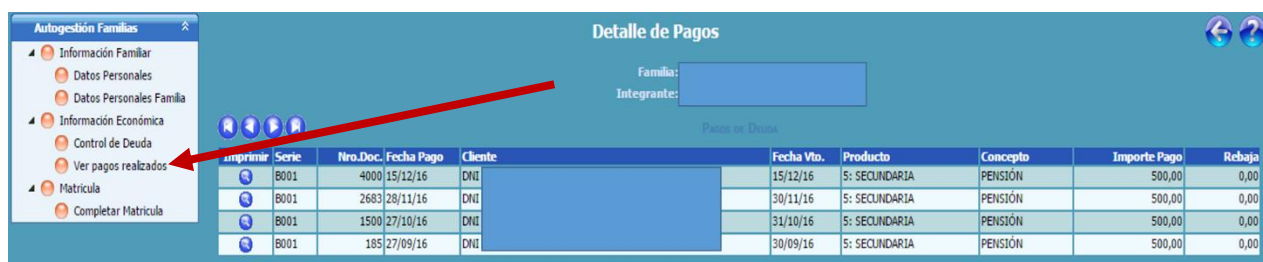 Autogestión Familias
Información Familiar
Datos Personales
Datos Personales Familia
Información Económica
Control de Deuda
Ver pagos realizados
Matricula
Completar Matricula
Detalle de Pagos
Familia:
Integrante:
Pagos de Deuda
Imprimir Serie Nro.Doc. Fecha Pago Cliente Fecha Vto. Producto Concepto Importe Pago Rebaja
B001 4000 15/12/16 DNI 15/12/16 5: SECUNDARIA PENSIÓN 500,00 0,00
B001 2683 28/11/16 DNI 30/11/16 5: SECUNDARIA PENSIÓN 500,00 0,00
B001 1500 27/10/16 DNI 31/10/16 5: SECUNDARIA PENSIÓN 500,00 0,00
B001 185 27/09/16 DNI 30/09/16 5: SECUNDARIA PENSIÓN 500,00 0,00